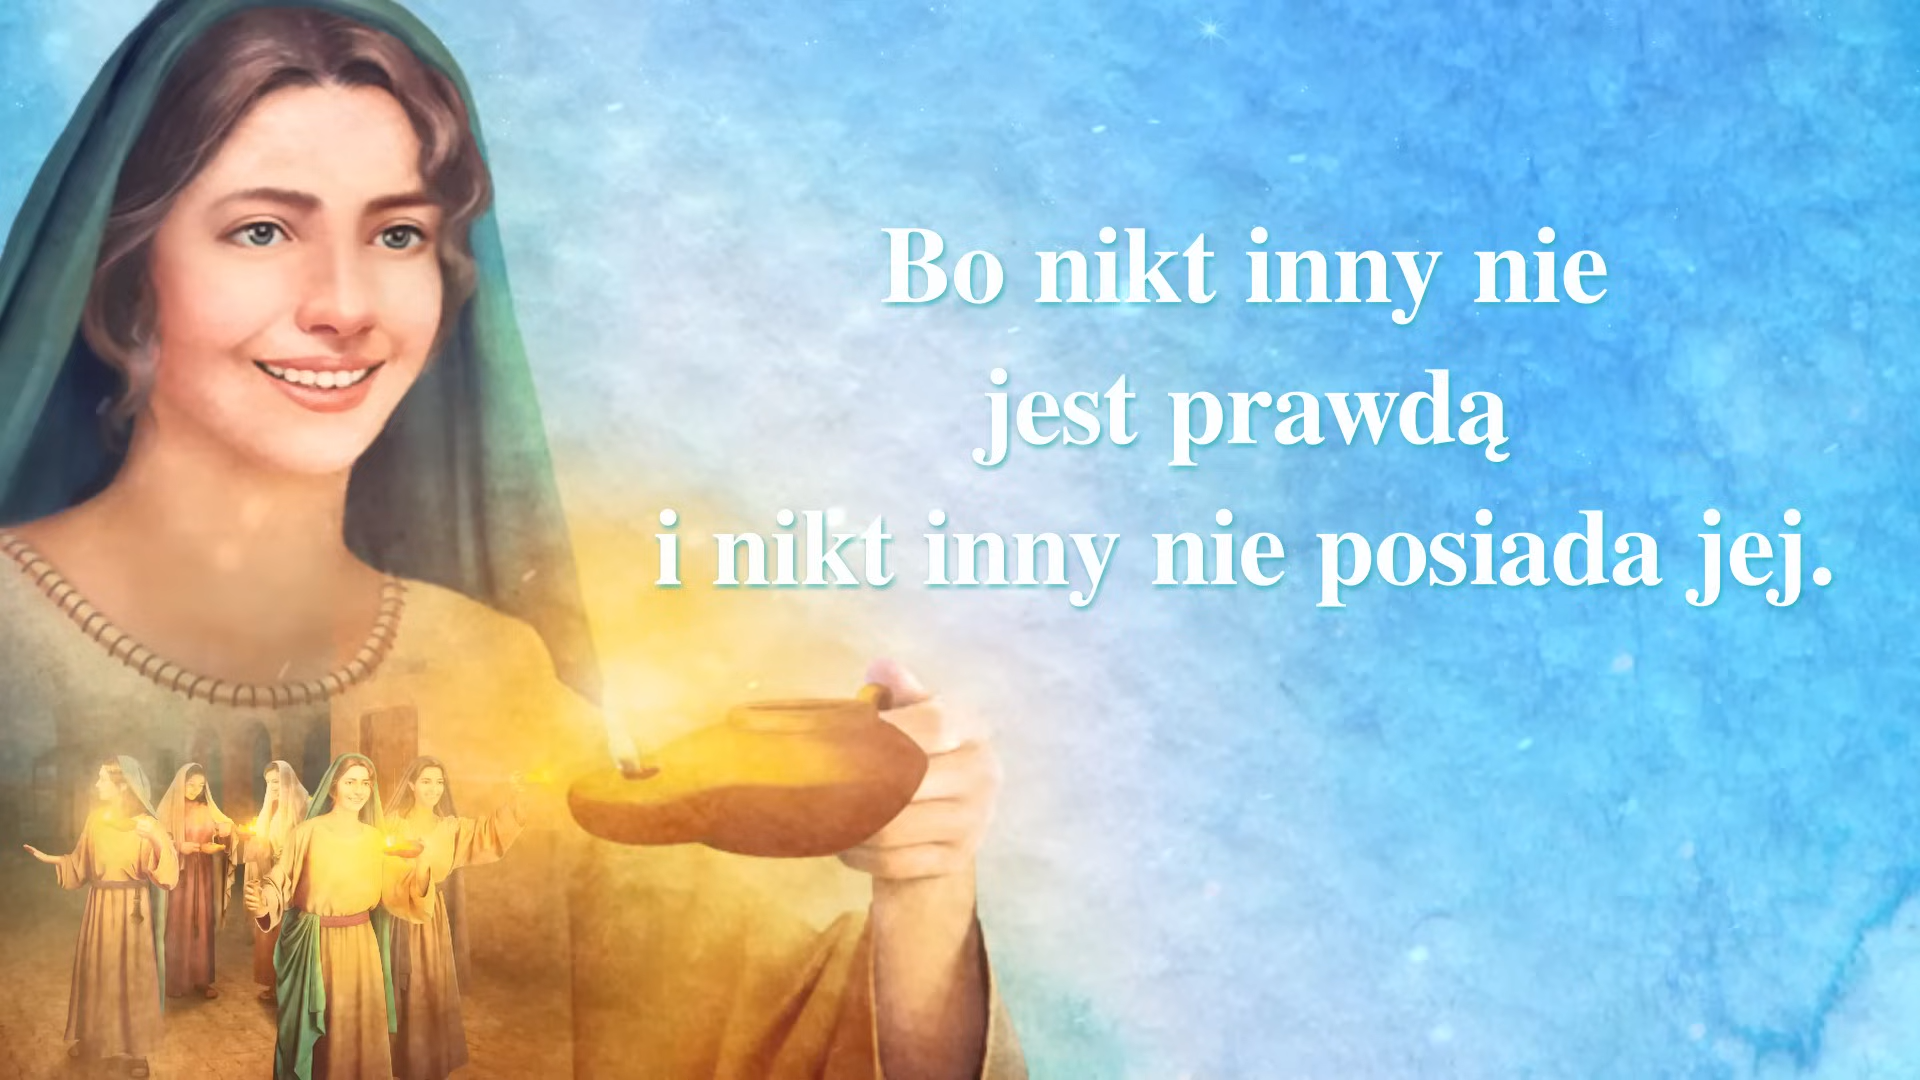 Bo nikt inny nie
jest prawdą
i nikt inny nie posiada jej.